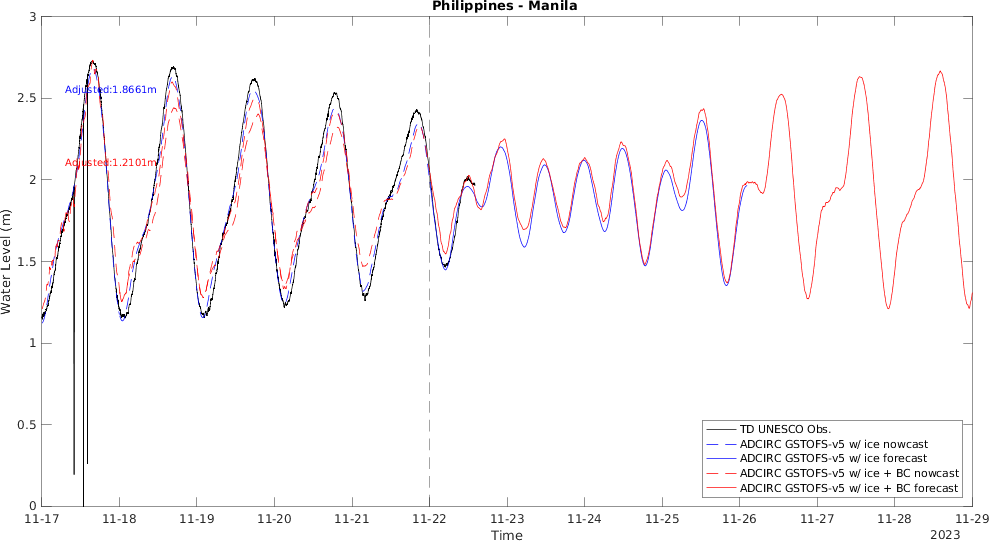 Philippines - Manila
3
2.5
2
1.5
1
0.5
0
Water Level (m)
Adjusted:1.8661m
Adjusted:1.2101m
TD UNESCO Obs.
ADCIRC GSTOFS-v5 w/ ice nowcast
ADCIRC GSTOFS-v5 w/ ice forecast
ADCIRC GSTOFS-v5 w/ ice + BC nowcast
ADCIRC GSTOFS-v5 w/ ice + BC forecast
11-17 11-18 11-19 11-20 11-21 11-22 11-23 11-24 11-25 11-26 11-27 11-28 11-29
Time
2023